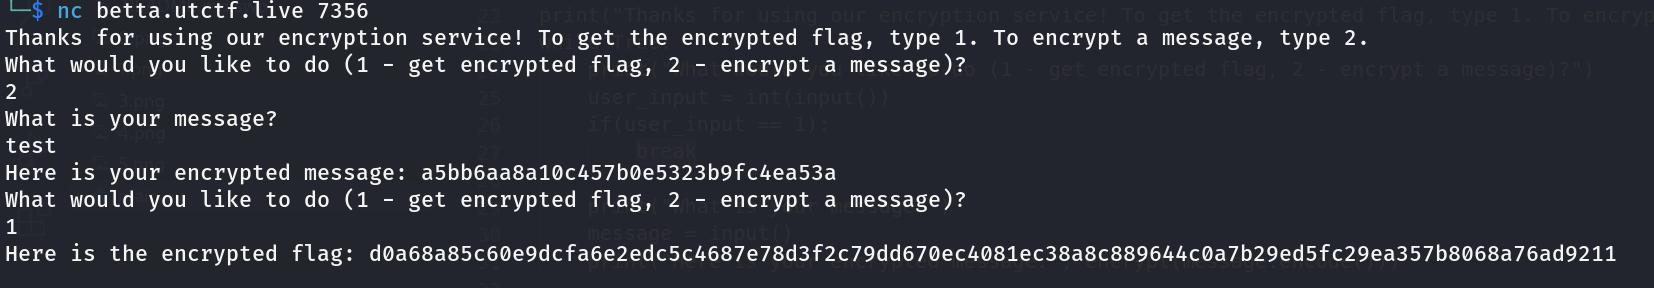 └─$ nc betta.utctf.live 7356
Thanks for using our encryption service! To get the encrypted flag, type 1. To encrypt a message, type 2.
What would you like to do (1 - get encrypted flag, 2 - encrypt a message)?
2
What is your message?
test
Here is your encrypted message: a5bb6aa8a10c457b0e5323b9fc4ea53a
What would you like to do (1 - get encrypted flag, 2 - encrypt a message)?
1
Here is the encrypted flag: d0a68a85c60e9dcfa6e2edc5c4687e78d3f2c79dd670ec4081ec38a8c889644c0a7b29ed5fc29ea357b8068a76ad9211